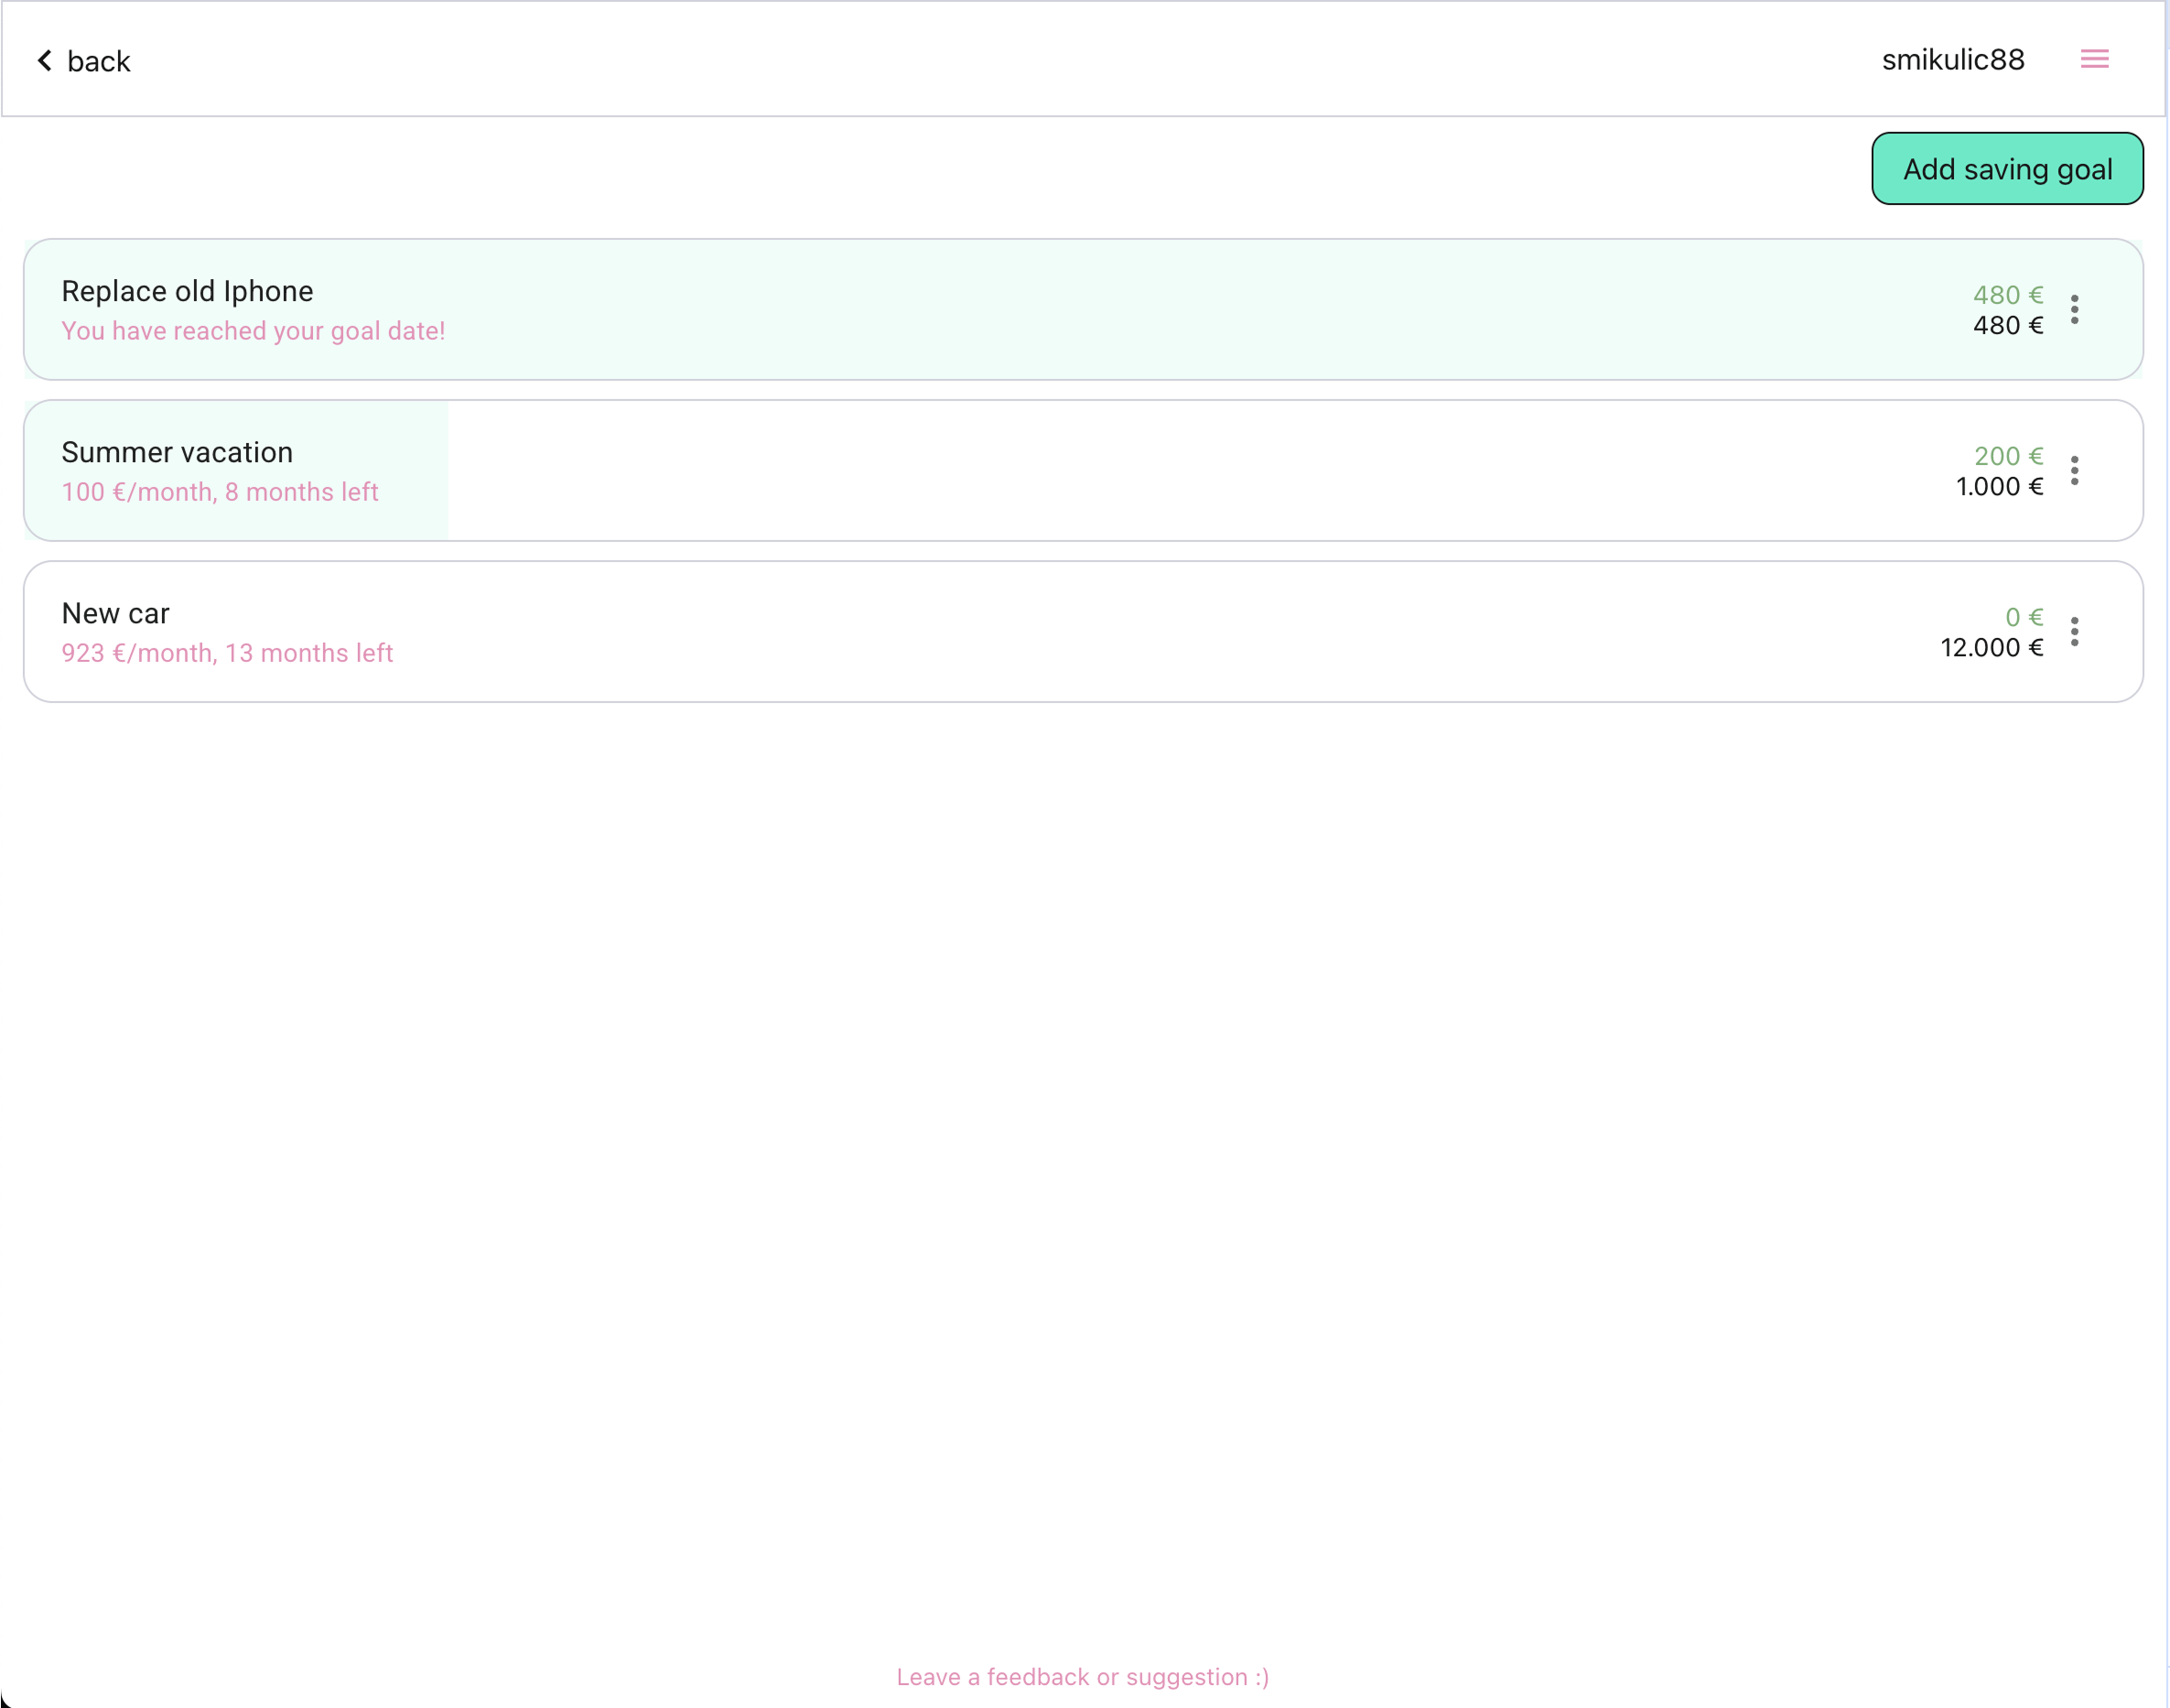 back
smikulic88
Add saving goal
Replace old Iphone
You have reached your goal date!
480 €
480 €
Summer vacation
100 €/month, 8 months left
200 €
1.000 €
New car
923 €/month, 13 months left
0 €
12.000 €
Leave a feedback or suggestion :)